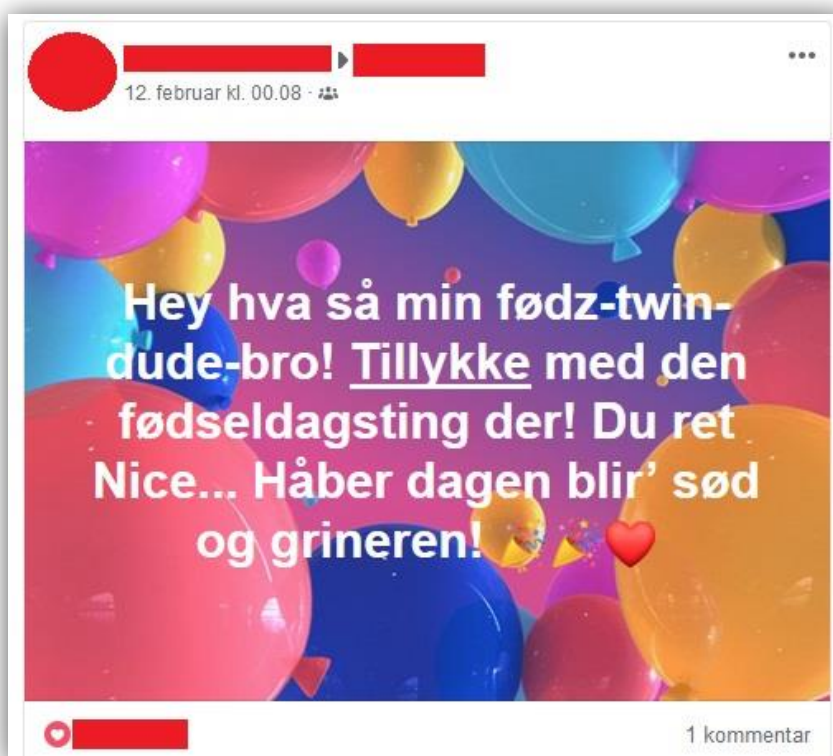 12. februar kl. 00.08 ·
Hey hva så min fødz-twin-
dude-bro! Tillykke med den
fødseldagsting der! Du ret
Nice... Håber dagen blir’ sød
og grineren! 🎉 🎉 ❤️
1 kommentar